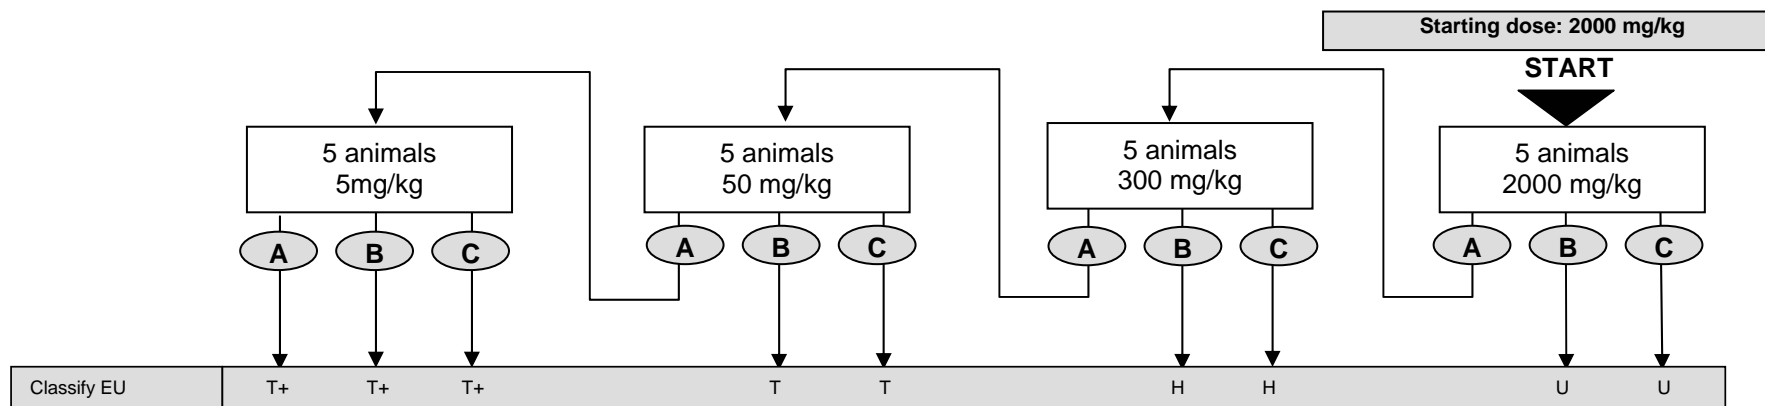 Starting dose: 2000 mg/kg
START
5 animals
5mg/kg
5 animals
50 mg/kg
5 animals
300 mg/kg
5 animals
2000 mg/kg
A B C A B C A B C A B C
Classify EU T+ T+ T+ T T H H U U